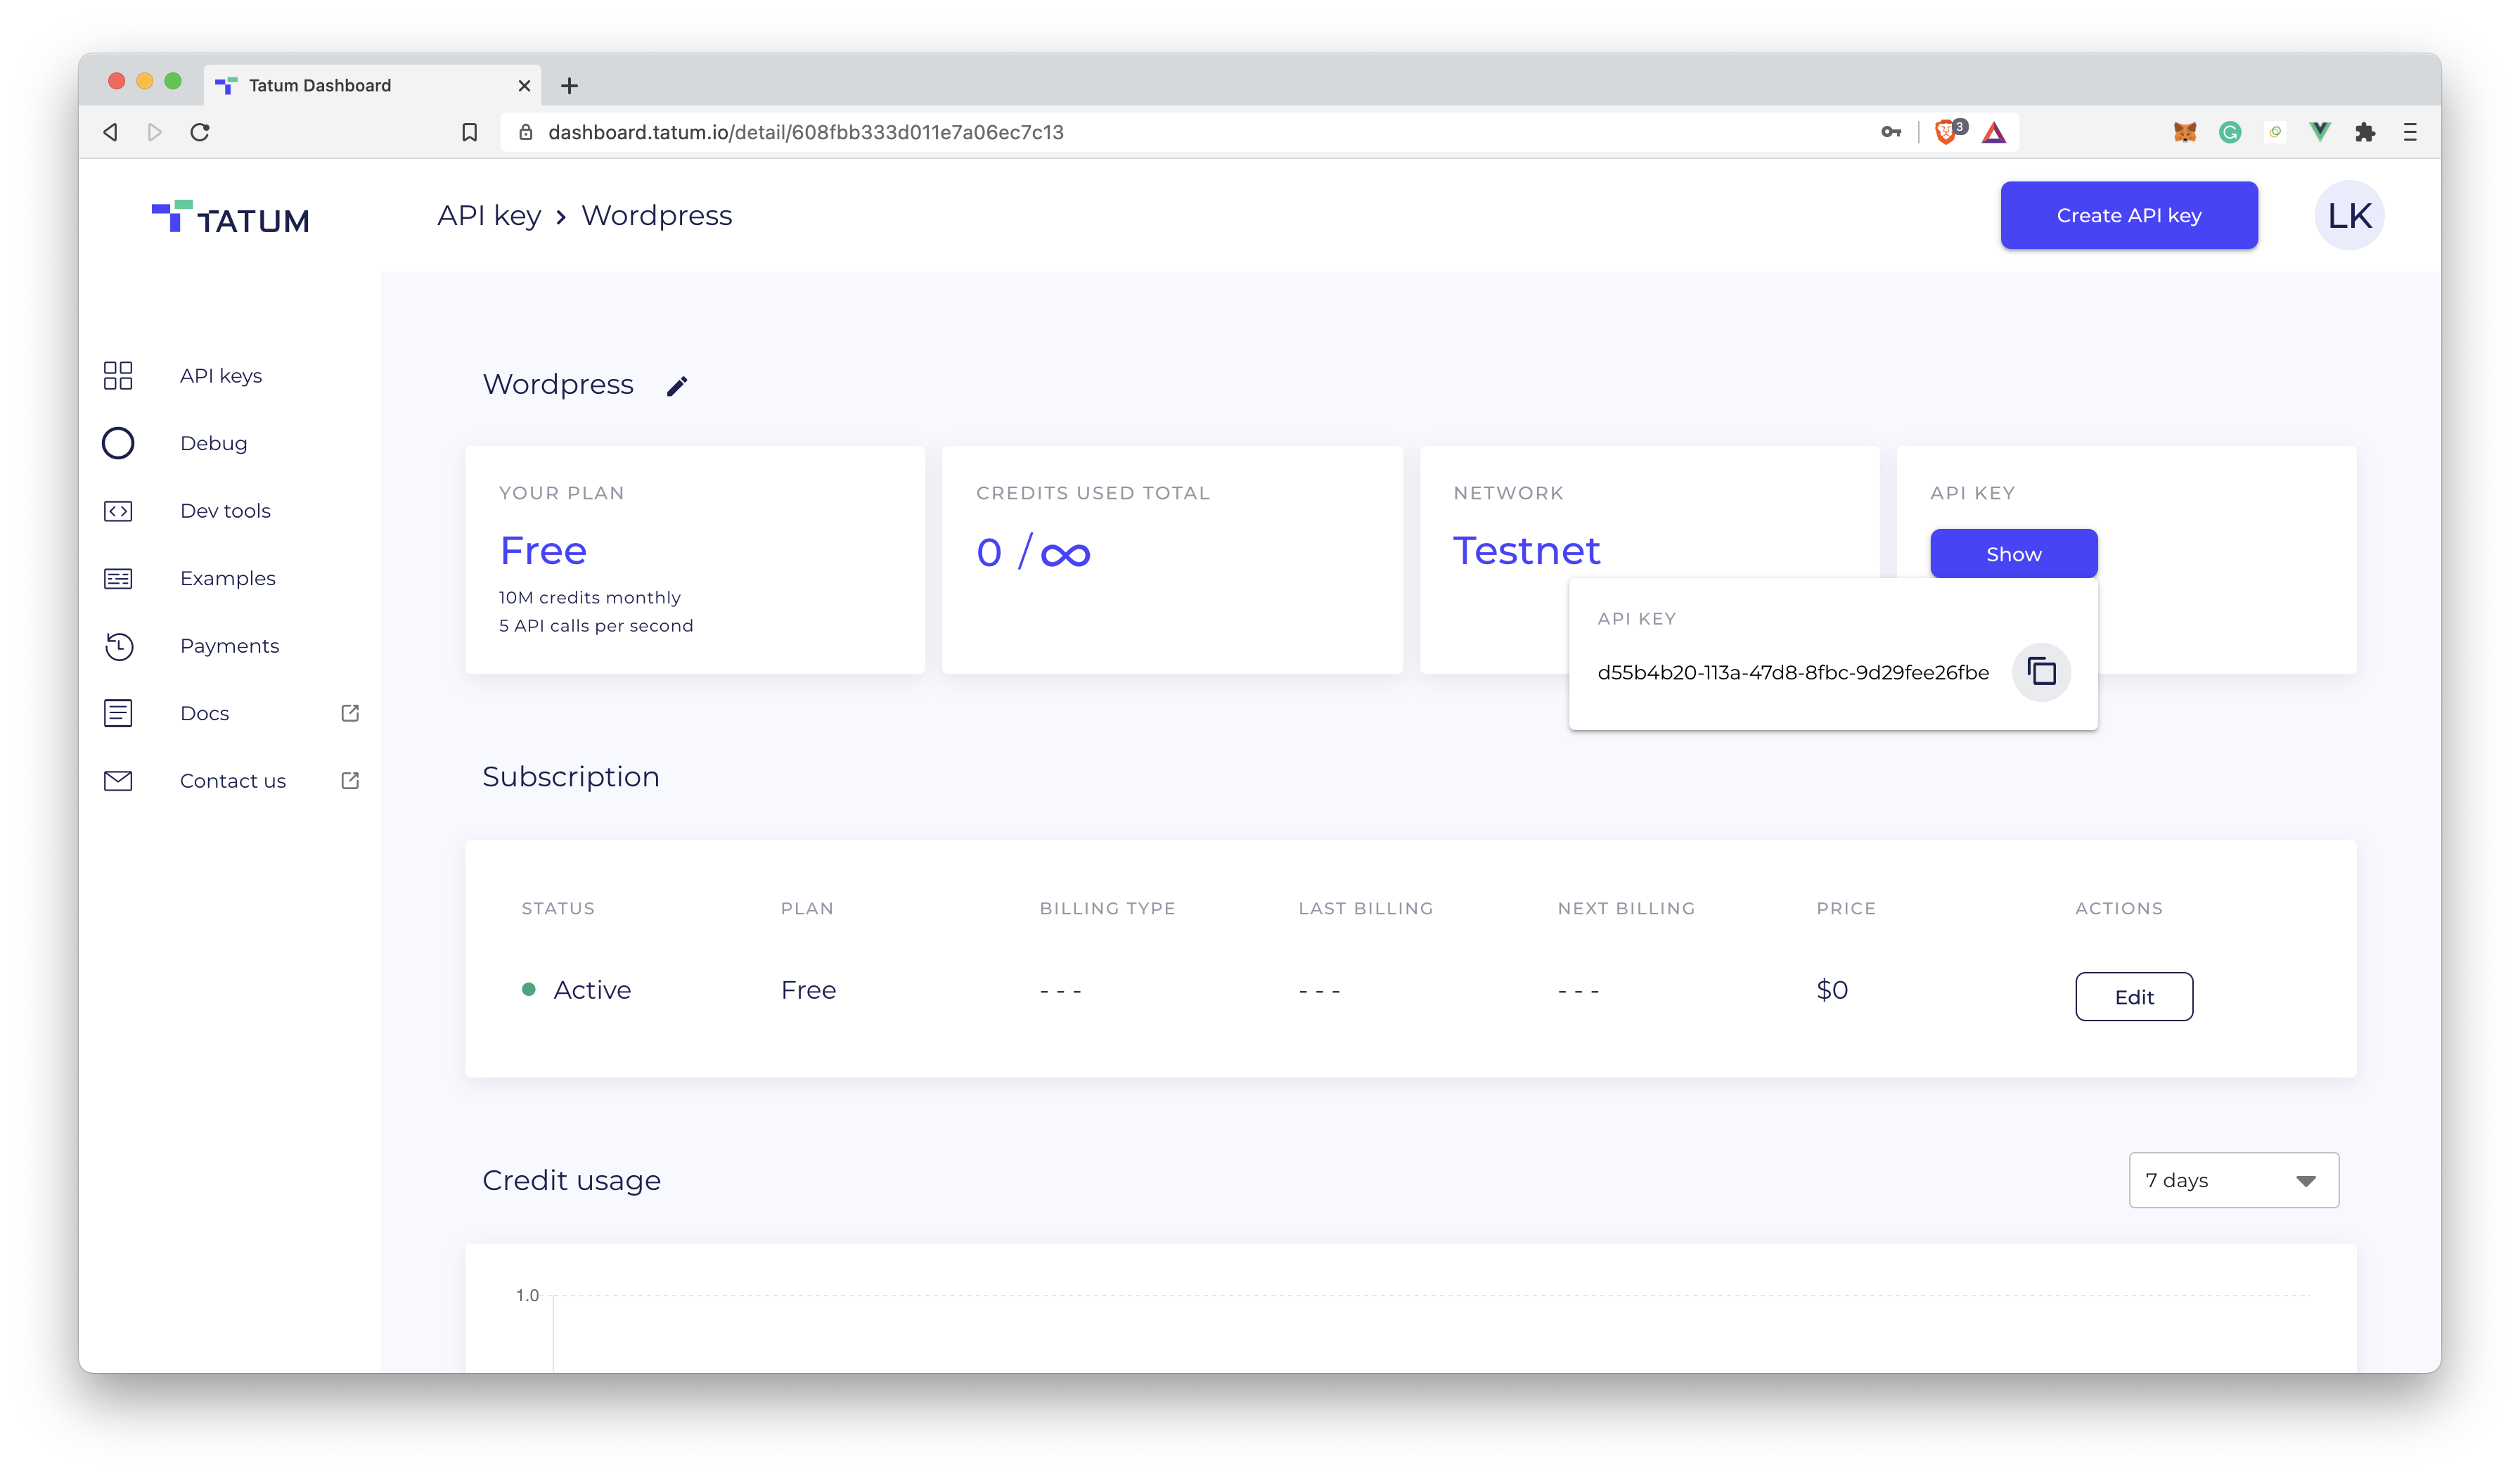 Tatum Dashboard
dashboard.tatum.io/detail/608fbb333d011e7a06ec7c13
3
TATUM
API key › Wordpress
Create API key
LK
API keys
Debug
Dev tools
Examples
Payments
Docs
Contact us
Wordpress
YOUR PLAN
Free
10M credits monthly
5 API calls per second
CREDITS USED TOTAL
0 / ∞
NETWORK
Testnet
API KEY
Show
API KEY
d55b4b20-113a-47d8-8fbc-9d29fee26fbe
Subscription
STATUS PLAN BILLING TYPE LAST BILLING NEXT BILLING PRICE ACTIONS
Active Free - - - - - - - - - $0 Edit
Credit usage
7 days
1.0